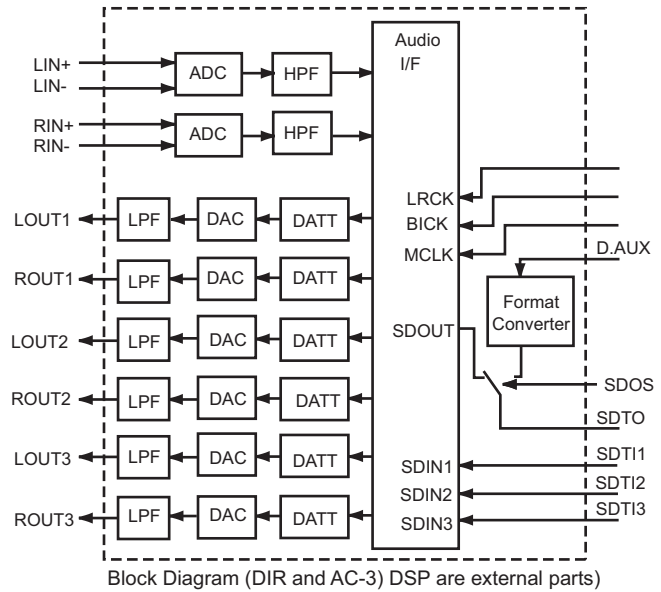 Audio
I/F
LIN+
LIN-
ADC
HPF
RIN+
RIN-
ADC
HPF
LRCK
BICK
MCLK
D.AUX
Format
Converter
LOUT1
LPF
DAC
DATT
ROUT1
LPF
DAC
DATT
LOUT2
LPF
DAC
DATT
SDOUT
ROUT2
LPF
DAC
DATT
SDOS
SDTO
LOUT3
LPF
DAC
DATT
SDIN1
SDTI1
SDIN2
SDTI2
ROUT3
LPF
DAC
DATT
SDIN3
SDTI3
Block Diagram (DIR and AC-3) DSP are external parts)